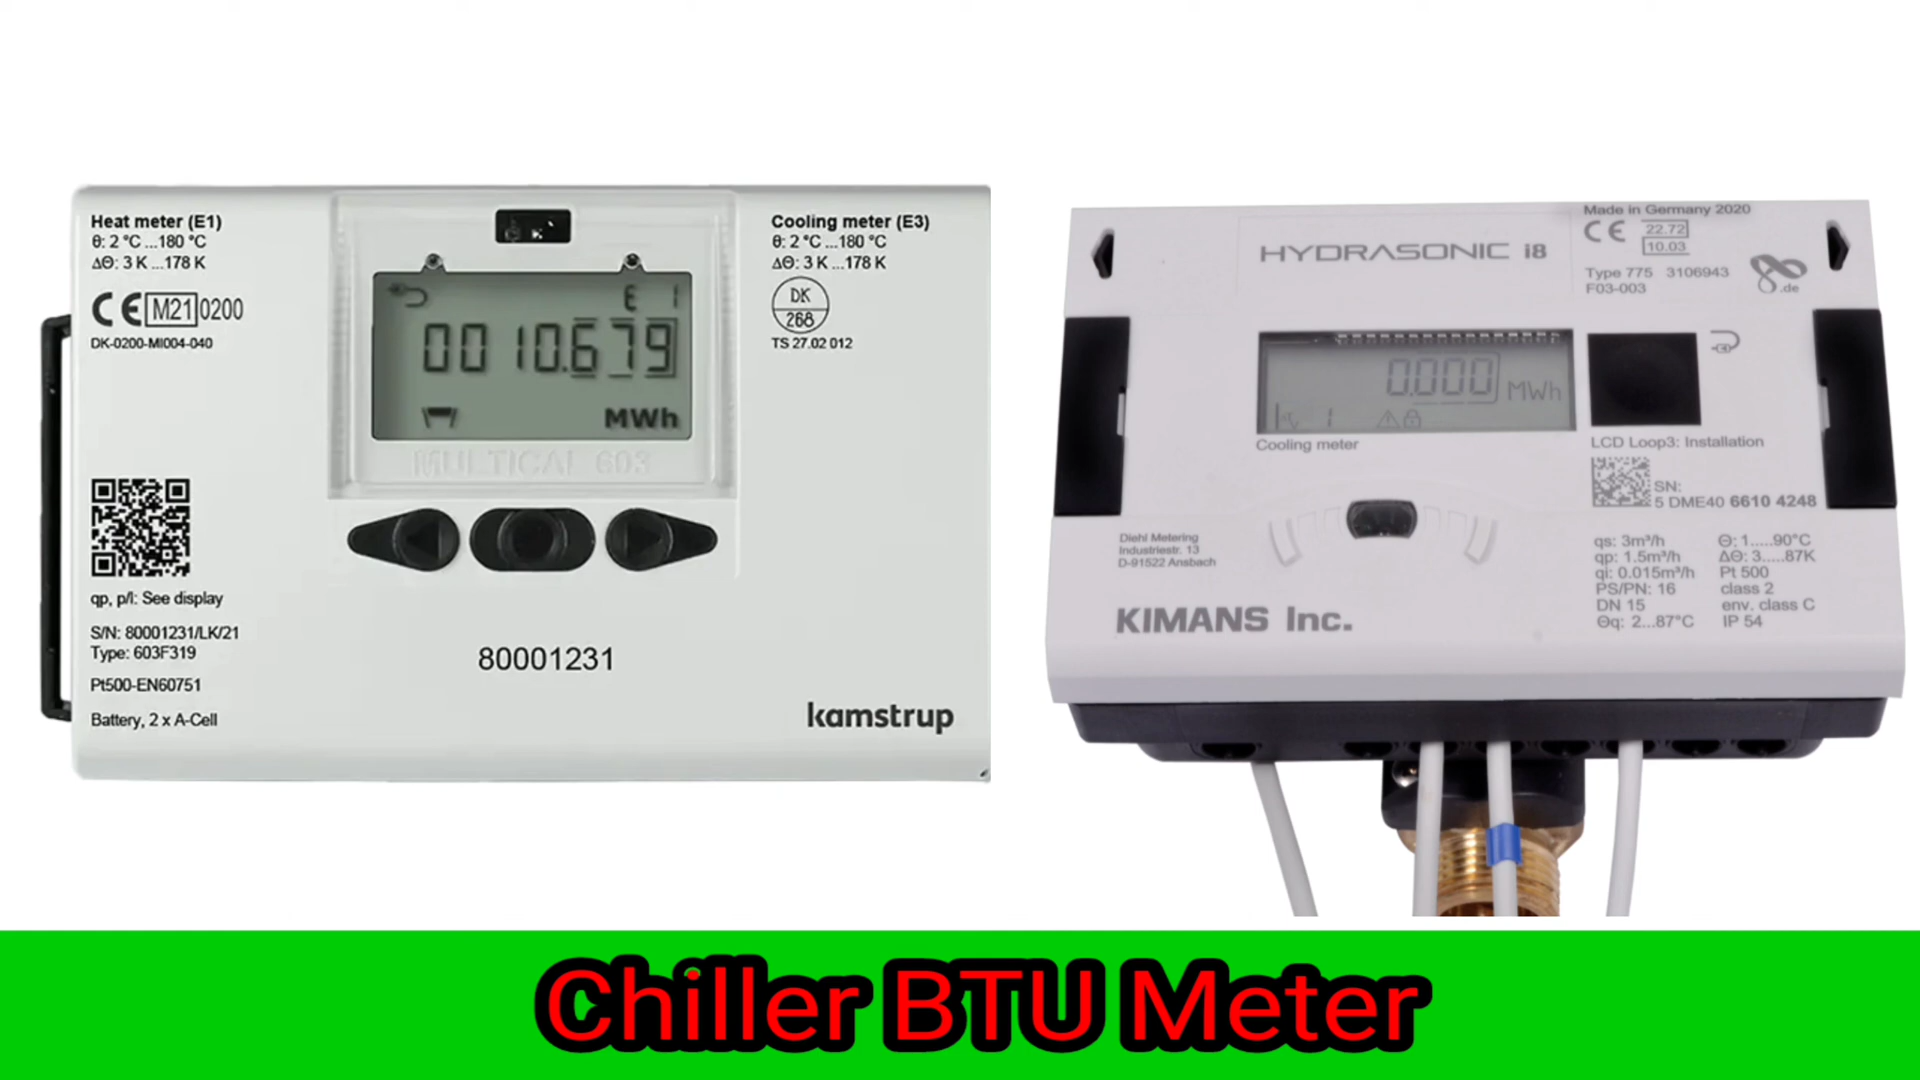 Heat meter (E1)
θ: 2 °C ...180 °C
ΔΘ: 3 K ...178 K
CE M21 0200
DK-0200-MI004-040
E 1
0010.679
MWh
MULTICAL 603
Cooling meter (E3)
θ: 2 °C ...180 °C
ΔΘ: 3 K ...178 K
DK
268
TS 27.02 012
qp, p/l: See display
S/N: 80001231/LK/21
Type: 603F319
Pt500-EN60751
Battery, 2 x A-Cell
80001231
kamstrup
Made in Germany 2020
HYDRASONIC i8
CE 22.72
10.03
Type 775 3106943
F03-003
.de
0.000 MWh
1
Cooling meter
LCD Loop3: Installation
SN:
5 DME40 6610 4248
Diehl Metering
Industriestr. 13
D-91522 Ansbach
KIMANS Inc.
qs: 3m³/h
qp: 1.5m³/h
qi: 0.015m³/h
PS/PN: 16
DN 15
Θq: 2...87°C
Θ: 1.....90°C
ΔΘ: 3.....87K
Pt 500
class 2
env. class C
IP 54
Chiller BTU Meter